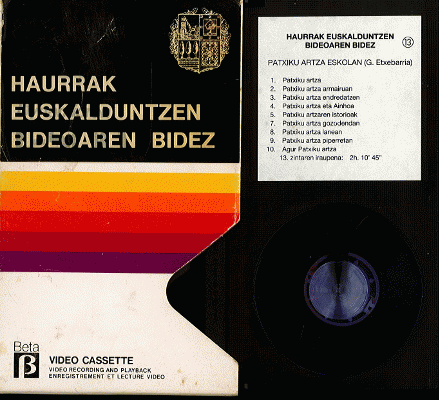 HAURRAK
EUSKALDUNTZEN
BIDEOAREN BIDEZ
Beta
β
VIDEO CASSETTE
VIDEO RECORDING AND PLAYBACK
ENREGISTREMENT ET LECTURE VIDEO
HAURRAK EUSKALDUNTZEN
BIDEOAREN BIDEZ
13
PATXIKU ARTZA ESKOLAN (G. Etxebarria)
1. Patxiku artza
2. Patxiku artza armairuan
3. Patxiku artza endredatzen
4. Patxiku artza eta Ainhoa
5. Patxiku artzaren istorioak
7. Patxiku artza gozudendan
8. Patxiku artza lanean
9. Patxiku artza piperretan
10. Agur Patxiku artza
13. zintaren iraupena: 2h. 10' 45"